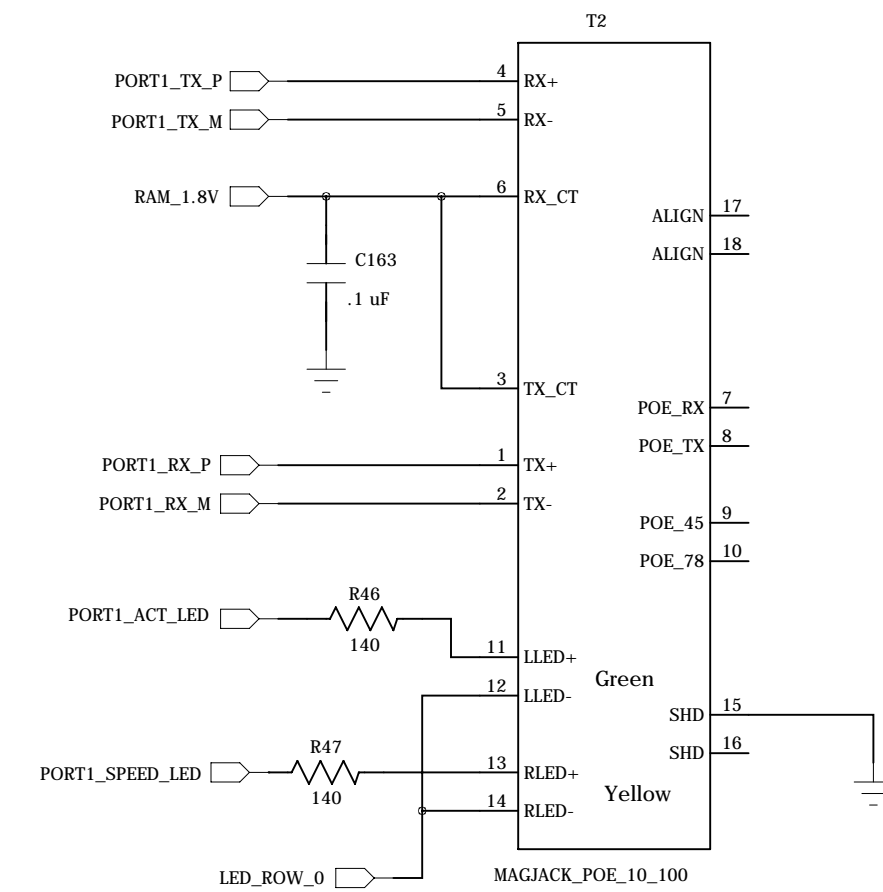 T2
PORT1_TX_P
4
RX+
PORT1_TX_M
5
RX-
RAM_1.8V
6
RX_CT
ALIGN
17
ALIGN
18
C163
.1 uF
3
TX_CT
POE_RX
7
POE_TX
8
PORT1_RX_P
1
TX+
PORT1_RX_M
2
TX-
POE_45
9
POE_78
10
R46
PORT1_ACT_LED
140
11
LLED+
Green
12
LLED-
SHD
15
SHD
16
R47
PORT1_SPEED_LED
140
13
RLED+
Yellow
14
RLED-
LED_ROW_0
MAGJACK_POE_10_100